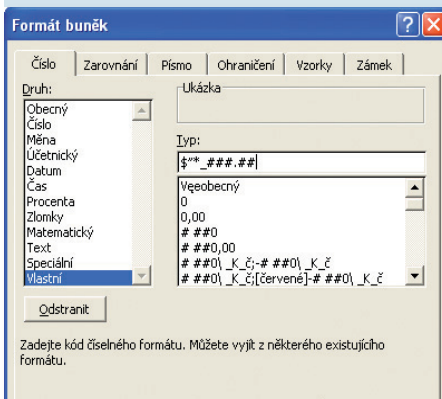 Formát buněk
Číslo Zarovnání Písmo Ohraničení Vzorky Zámek
Druh:
Obecný
Číslo
Měna
Účetnický
Datum
Čas
Procenta
Zlomky
Matematický
Text
Speciální
Vlastní
Ukázka
Typ:
$"*_###.##
Vęeobecný
0
0,00
# ##0
# ##0,00
# ##0\ _K_č;-# ##0\ _K_č
# ##0\ _K_č;[červené]-# ##0\ _K_č
Odstranit
Zadejte kód číselného formátu. Můžete vyjít z některého existujícího
formátu.